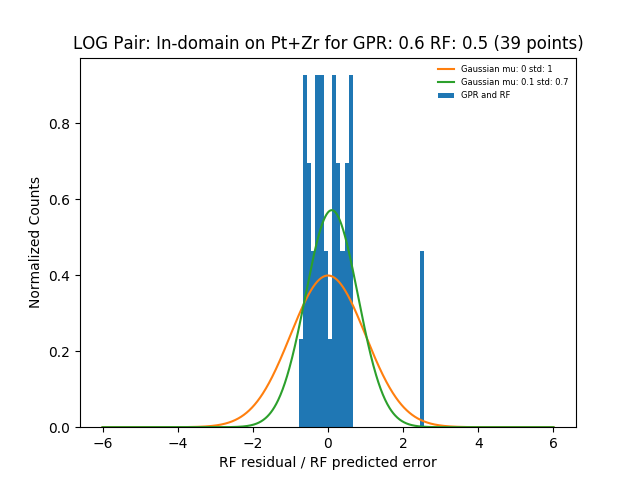 LOG Pair: In-domain on Pt+Zr for GPR: 0.6 RF: 0.5 (39 points)
Gaussian mu: 0 std: 1
Gaussian mu: 0.1 std: 0.7
GPR and RF
Normalized Counts
0.8
0.6
0.4
0.2
0.0
−6 −4 −2 0 2 4 6
RF residual / RF predicted error